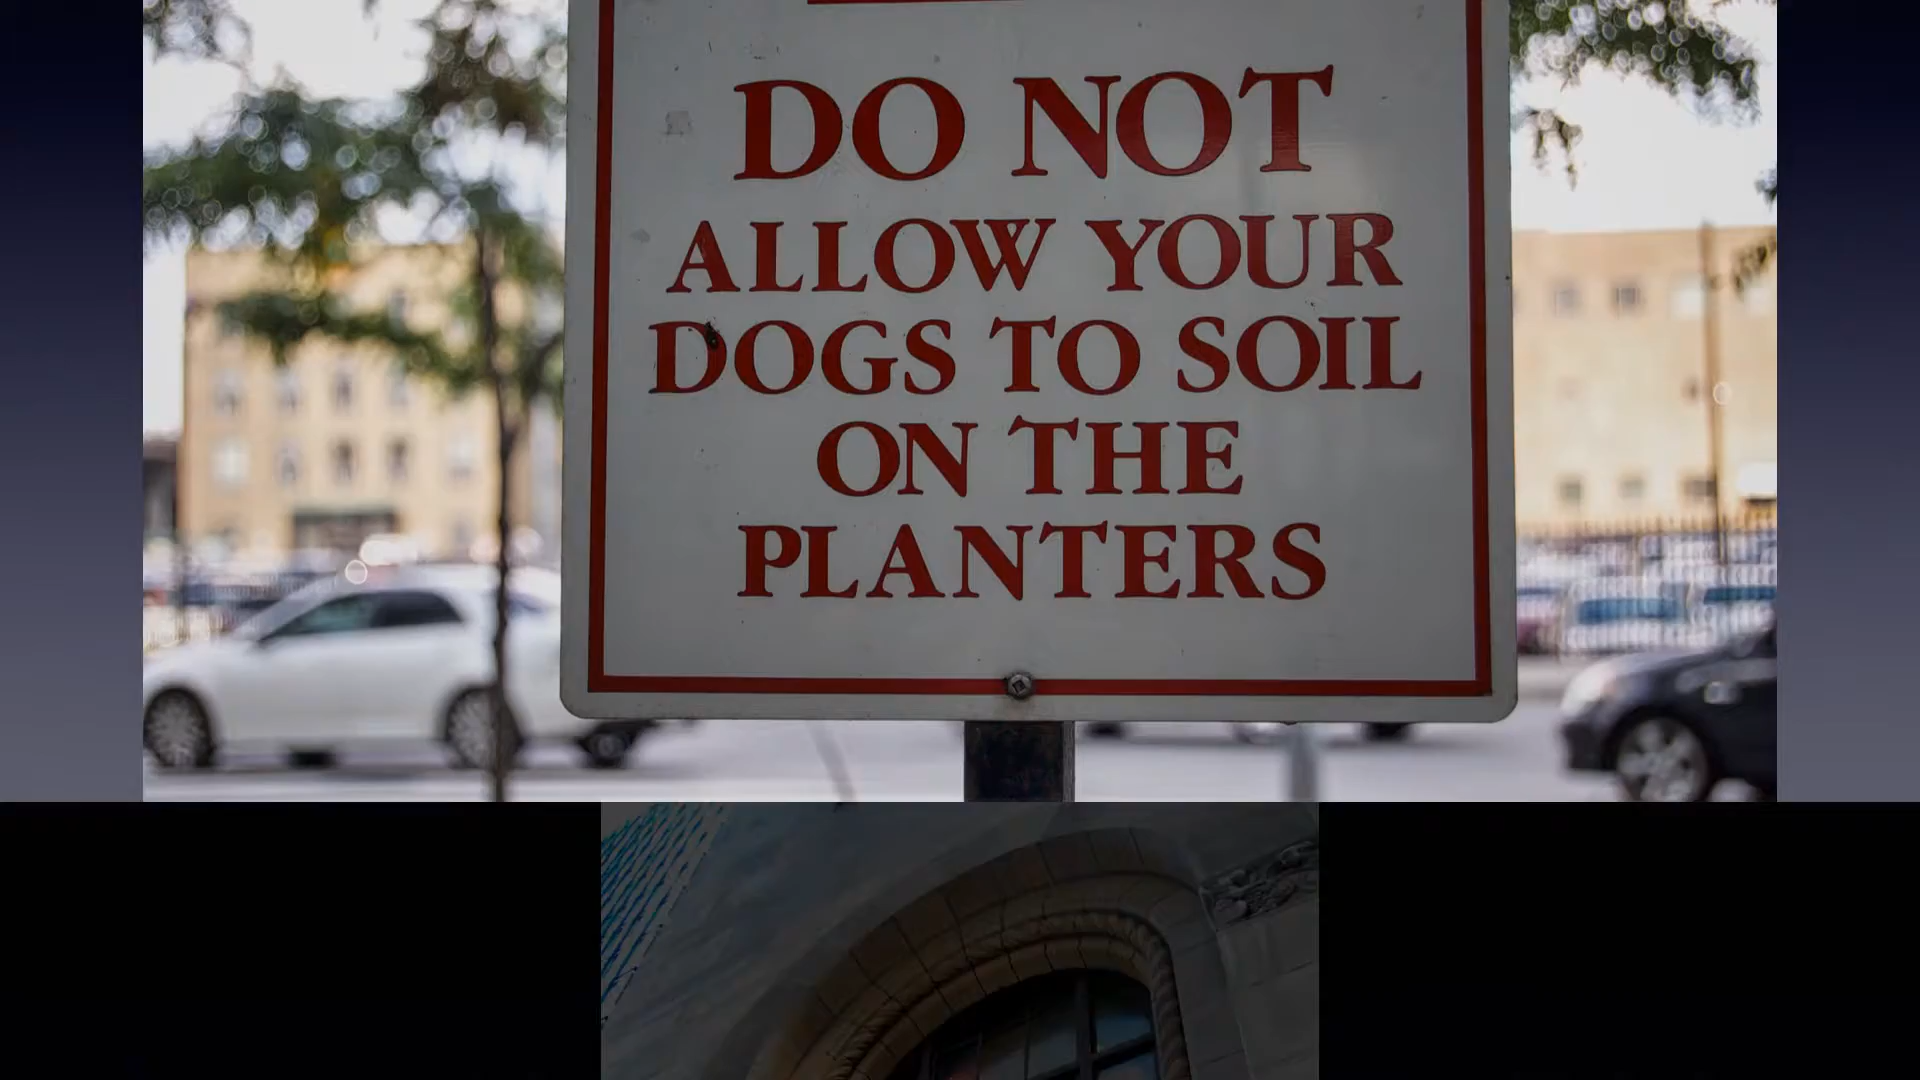 DO NOT
ALLOW YOUR
DOGS TO SOIL
ON THE
PLANTERS